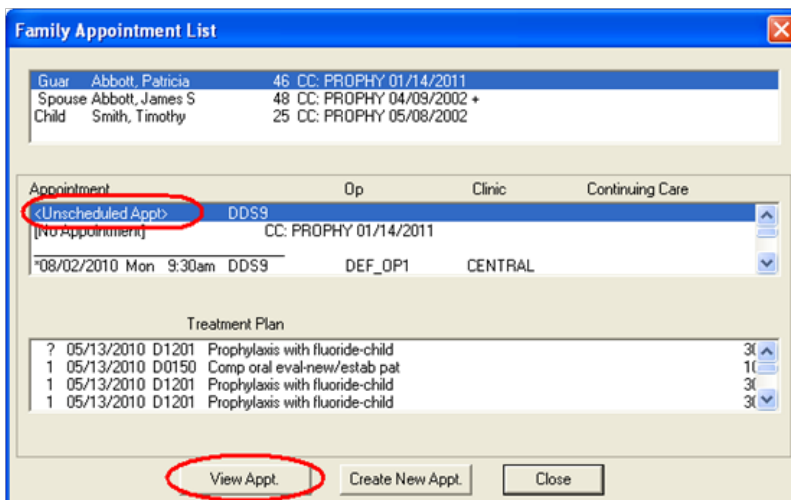 Family Appointment List
Guar Abbott, Patricia 46 CC: PROPHY 01/14/2011
Spouse Abbott, James S 48 CC: PROPHY 04/09/2002 +
Child Smith, Timothy 25 CC: PROPHY 05/08/2002
Appointment Op Clinic Continuing Care
<Unscheduled Appt> DDS9
[No Appointment] CC: PROPHY 01/14/2011
*08/02/2010 Mon 9:30am DDS9 DEF_OP1 CENTRAL
Treatment Plan
? 05/13/2010 D1201 Prophylaxis with fluoride-child
1 05/13/2010 D0150 Comp oral eval-new/estab pat
1 05/13/2010 D1201 Prophylaxis with fluoride-child
1 05/13/2010 D1201 Prophylaxis with fluoride-child
View Appt. Create New Appt. Close